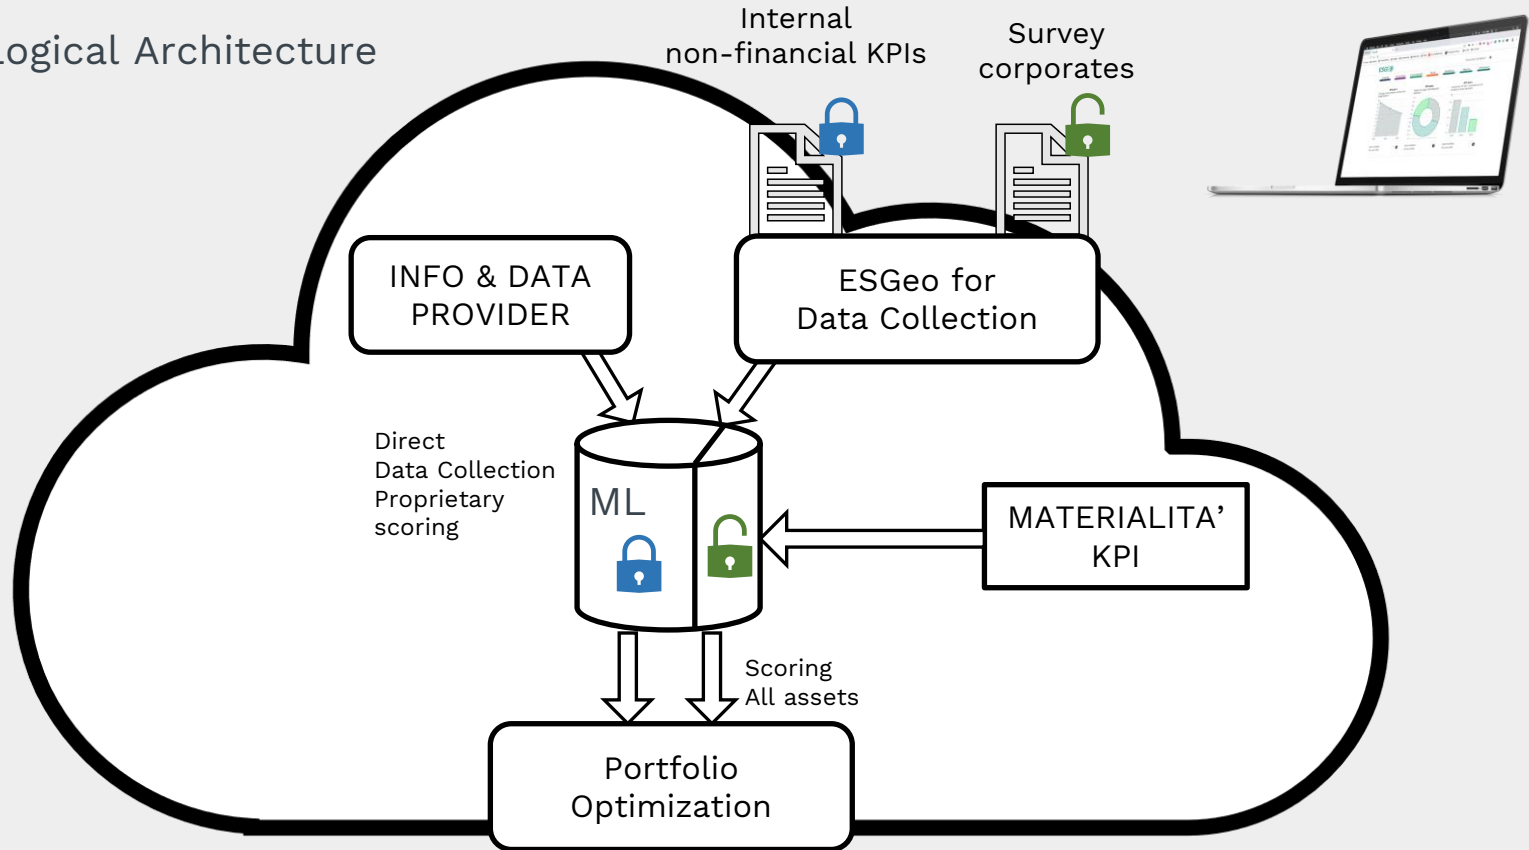 Logical Architecture
Internal
non-financial KPIs
Survey
corporates
INFO & DATA
PROVIDER
ESGeo for
Data Collection
Direct
Data Collection
Proprietary
scoring
ML
MATERIALITA’
KPI
Scoring
All assets
Portfolio
Optimization